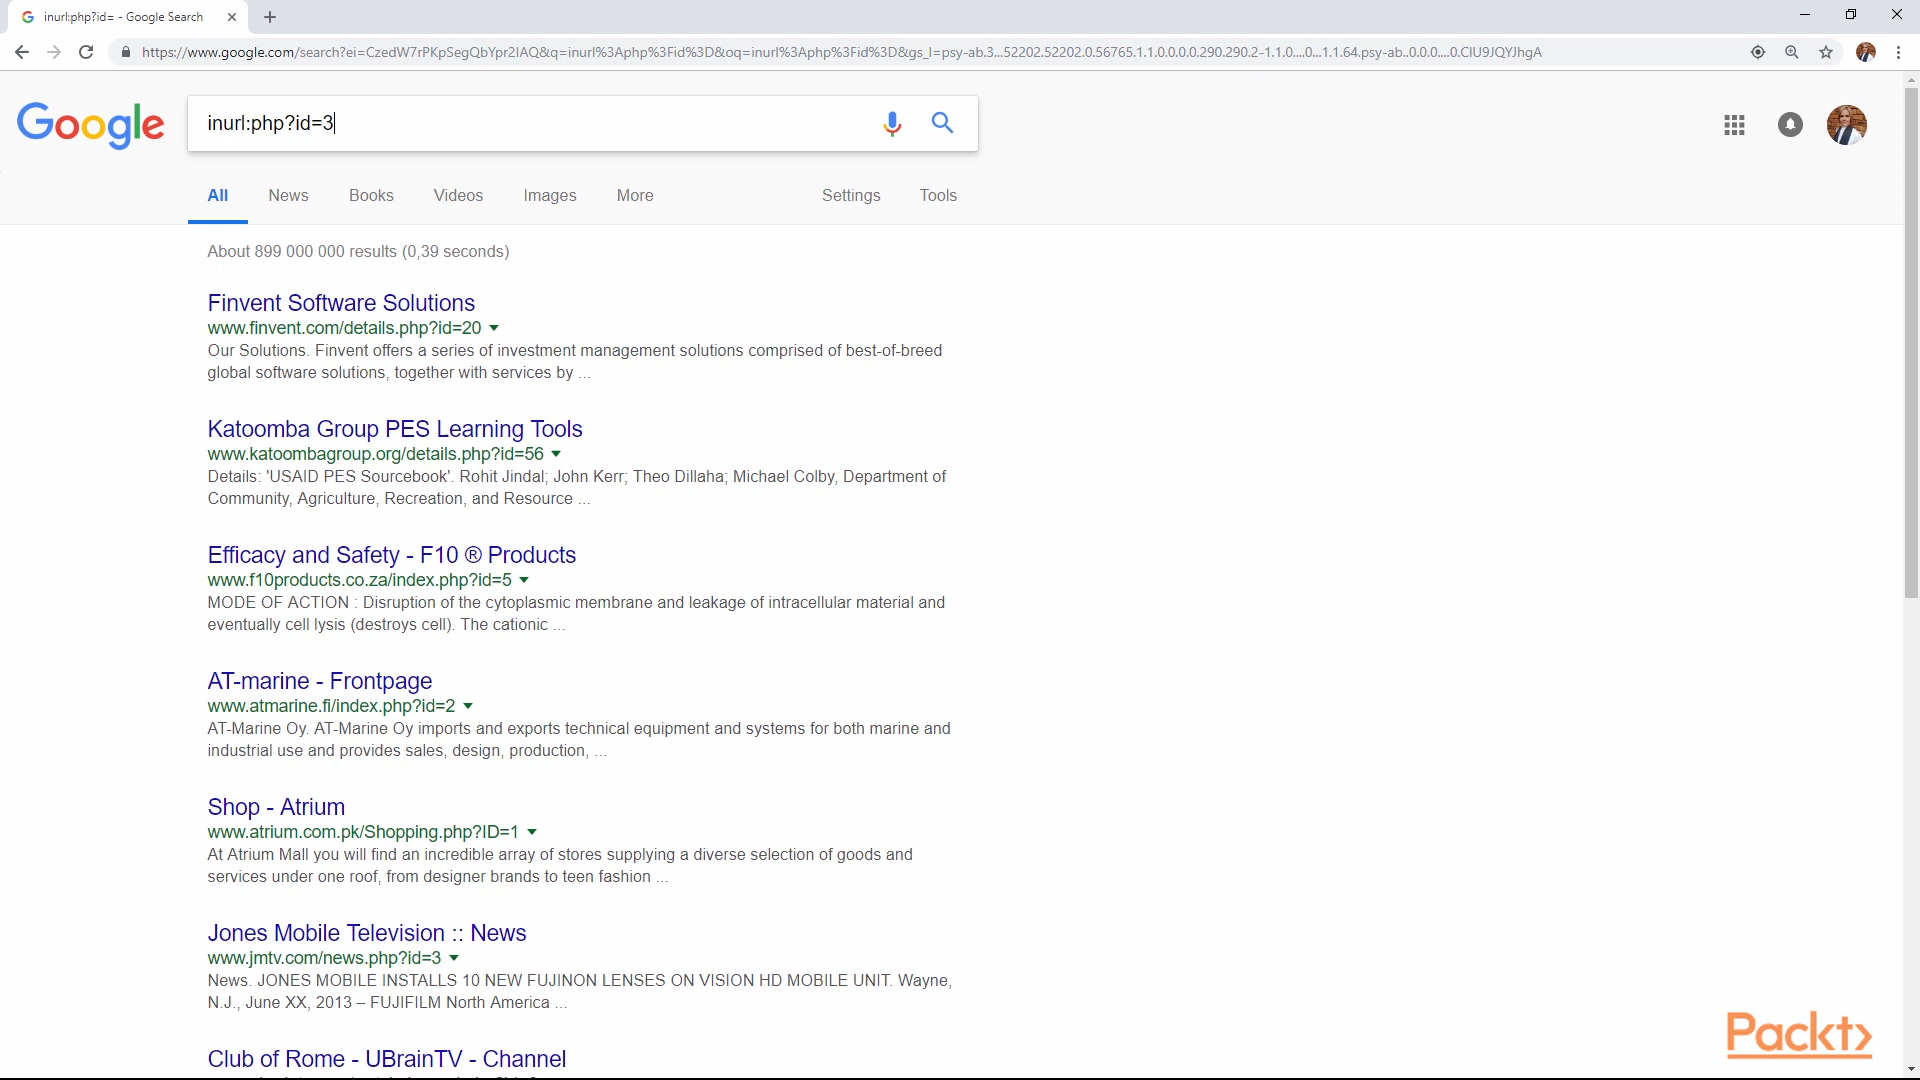 inurl:php?id= - Google Search
https://www.google.com/search?ei=CzedW7rPKpSegQbYpr2IAQ&q=inurl%3Aphp%3Fid%3D&oq=inurl%3Aphp%3Fid%3D&gs_l=psy-ab.3...52202.52202.0.56765.1.1.0.0.0.0.290.290.2-1.1.0....0...1.1.64.psy-ab..0.0.0....0.CIU9JQYJhgA
Google
inurl:php?id=3
All News Books Videos Images More Settings Tools
About 899 000 000 results (0,39 seconds)
Finvent Software Solutions
www.finvent.com/details.php?id=20
Our Solutions. Finvent offers a series of investment management solutions comprised of best-of-breed
global software solutions, together with services by ...
Katoomba Group PES Learning Tools
www.katoombagroup.org/details.php?id=56
Details: 'USAID PES Sourcebook'. Rohit Jindal; John Kerr; Theo Dillaha; Michael Colby, Department of
Community, Agriculture, Recreation, and Resource ...
Efficacy and Safety - F10 ® Products
www.f10products.co.za/index.php?id=5
MODE OF ACTION : Disruption of the cytoplasmic membrane and leakage of intracellular material and
eventually cell lysis (destroys cell). The cationic ...
AT-marine - Frontpage
www.atmarine.fi/index.php?id=2
AT-Marine Oy. AT-Marine Oy imports and exports technical equipment and systems for both marine and
industrial use and provides sales, design, production, ...
Shop - Atrium
www.atrium.com.pk/Shopping.php?ID=1
At Atrium Mall you will find an incredible array of stores supplying a diverse selection of goods and
services under one roof, from designer brands to teen fashion ...
Jones Mobile Television :: News
www.jmtv.com/news.php?id=3
News. JONES MOBILE INSTALLS 10 NEW FUJINON LENSES ON VISION HD MOBILE UNIT. Wayne,
N.J., June XX, 2013 – FUJIFILM North America ...
Club of Rome - UBrainTV - Channel
Packt